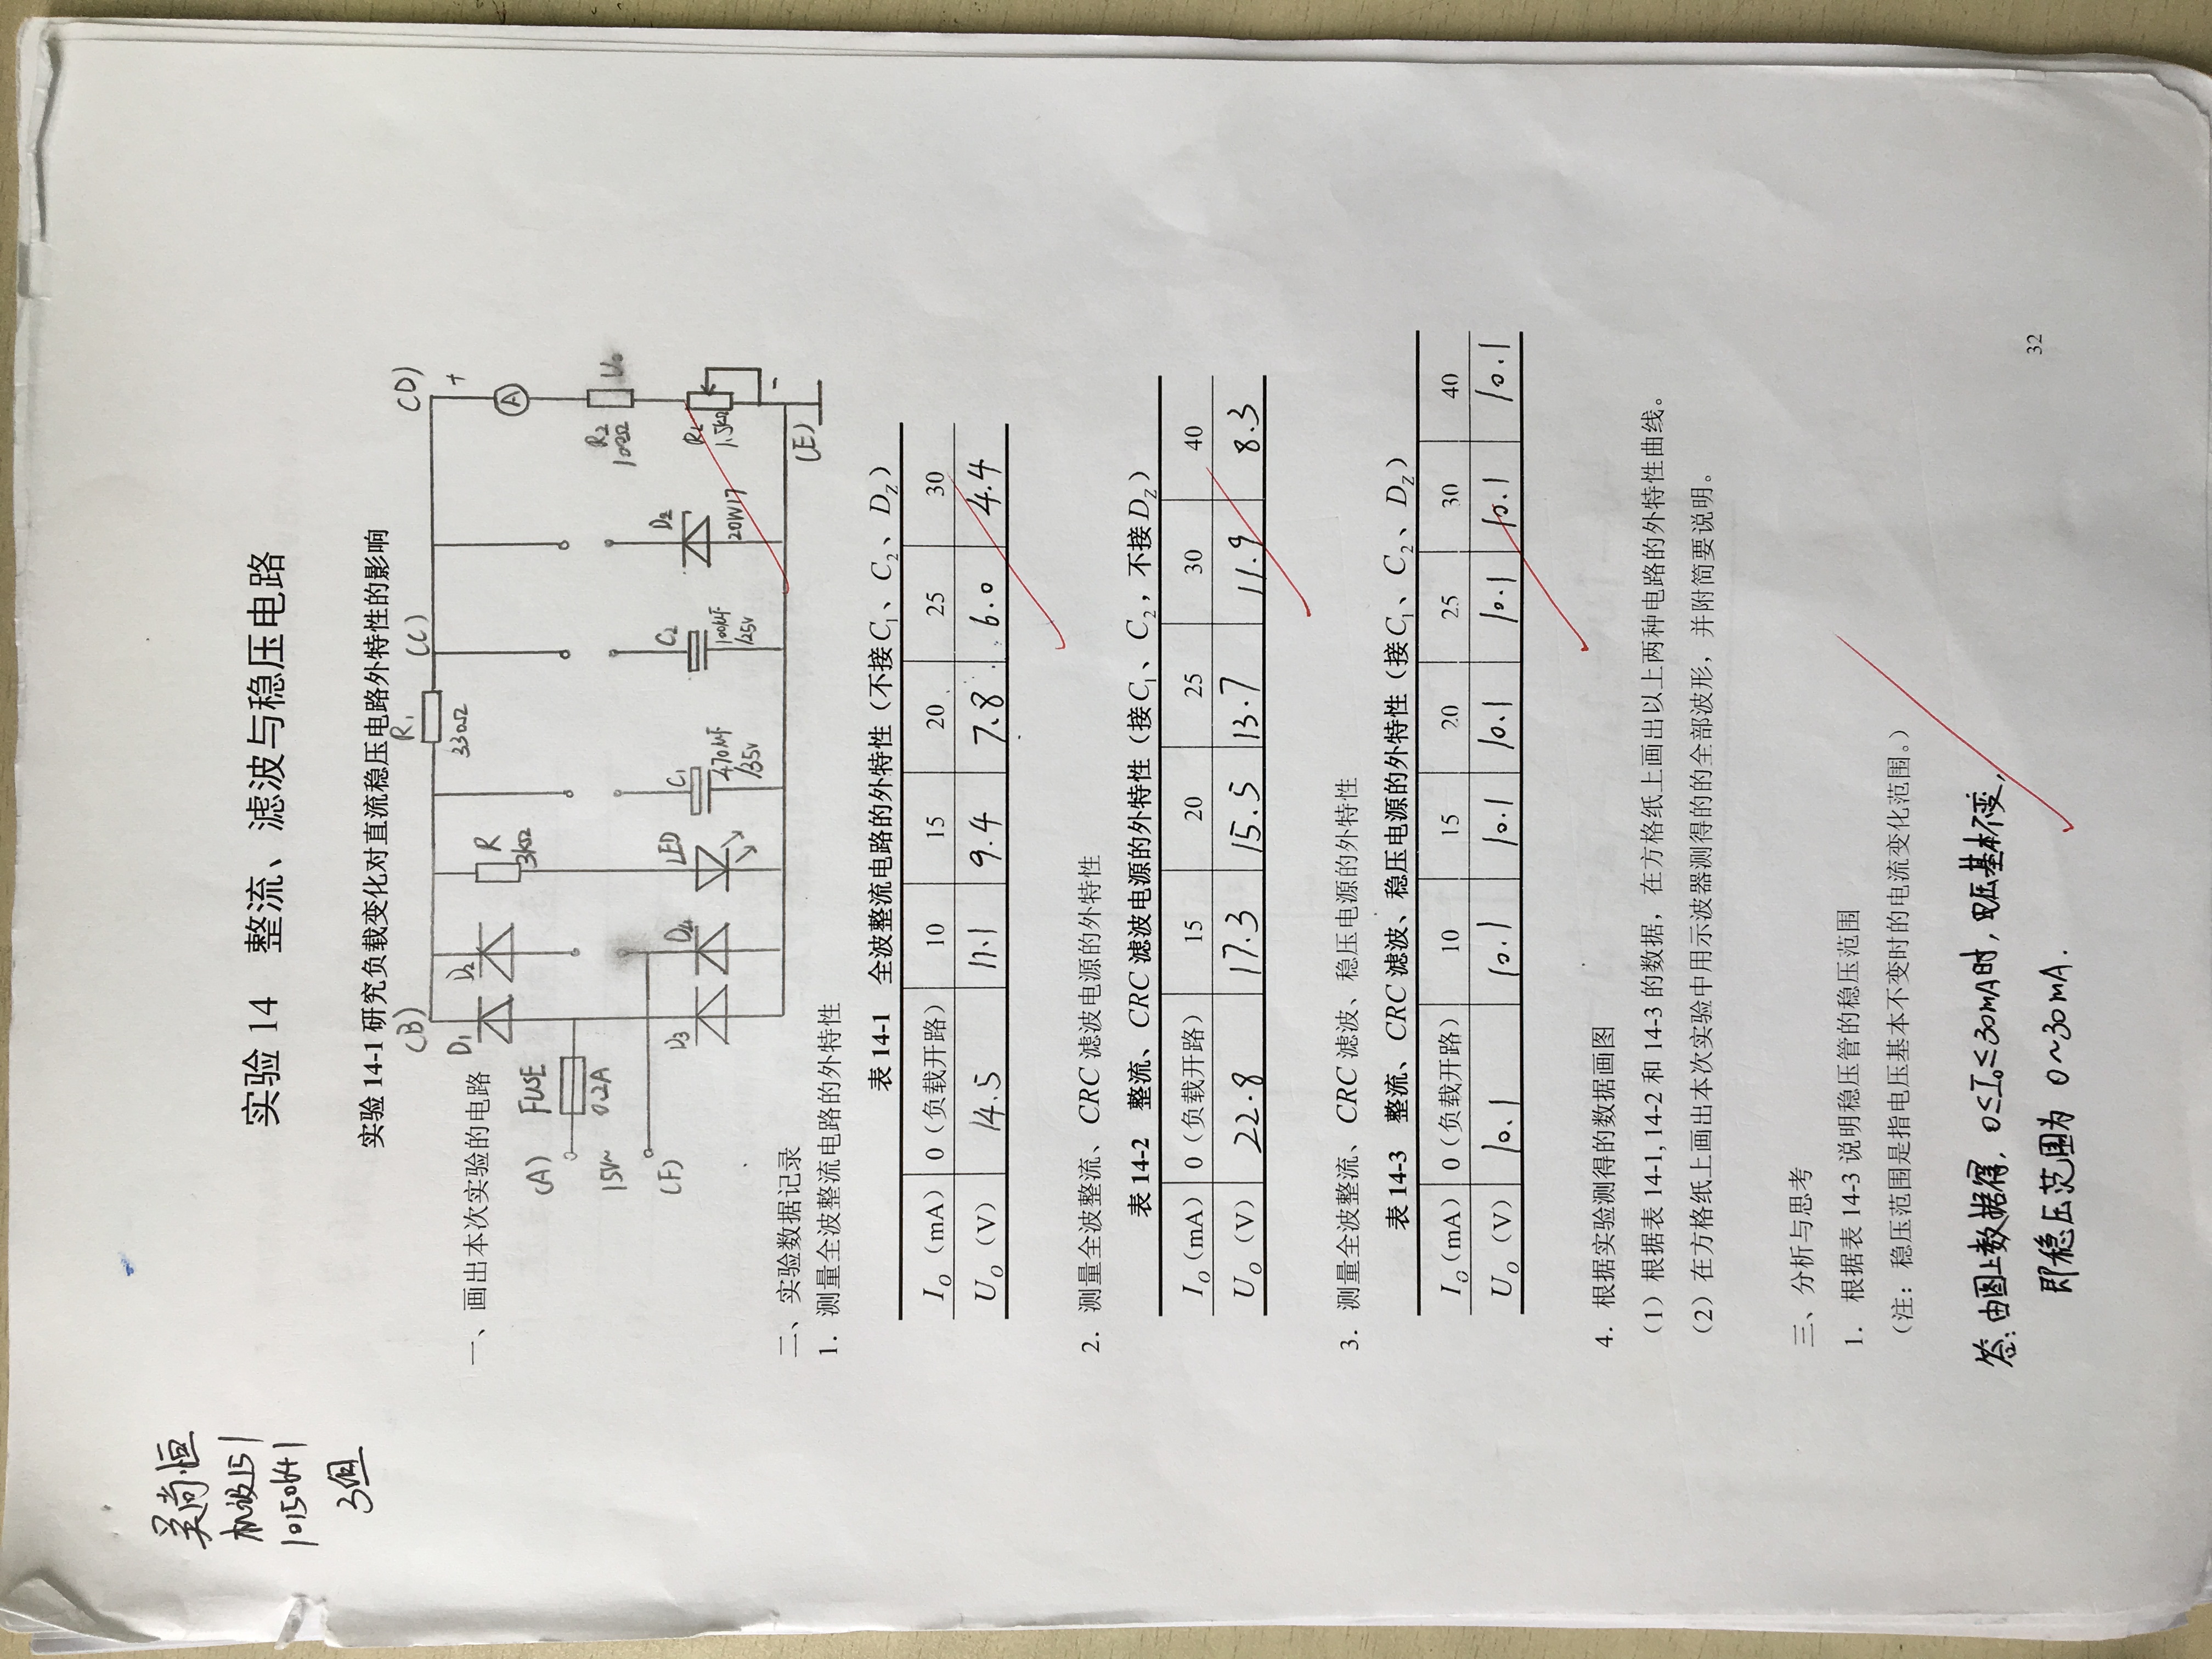 吴尚恒
机设151
10150641
3组
实验 14 整流、滤波与稳压电路
实验 14-1 研究负载变化对直流稳压电路外特性的影响
一、画出本次实验的电路
(B) R₁ (C) (D)
330Ω
D₁ D₂ R 3kΩ + A
(A) FUSE
15V~ 0.2A
(F)
R₂ 100Ω U₀
D₃ D₄ LED C₁ C₂ D₂ RL
470μF /35V 100μF /25V 20W17 1.5kΩ
-
(E)
二、实验数据记录
1. 测量全波整流电路的外特性
表 14-1 全波整流电路的外特性（不接 C₁、C₂、D_Z）
I_O（mA） 0（负载开路） 10 15 20 25 30
U_O（V） 14.5 11.1 9.4 7.8 6.0 4.4
2. 测量全波整流、CRC 滤波电源的外特性
表 14-2 整流、CRC 滤波电源的外特性（接 C₁、C₂，不接 D_Z）
I_O（mA） 0（负载开路） 15 20 25 30 40
U_O（V） 22.8 17.3 15.5 13.7 11.9 8.3
3. 测量全波整流、CRC 滤波、稳压电源的外特性
表 14-3 整流、CRC 滤波、稳压电源的外特性（接 C₁、C₂、D_Z）
I_O（mA） 0（负载开路） 10 15 20 25 30 40
U_O（V） 10.1 10.1 10.1 10.1 10.1 10.1 10.1
4. 根据实验测得的数据画图
（1）根据表 14-1, 14-2 和 14-3 的数据，在方格纸上画出以上两种电路的外特性曲线。
（2）在方格纸上画出本次实验中用示波器测得的的全部波形，并附简要说明。
三、分析与思考
1. 根据表 14-3 说明稳压管的稳压范围
（注：稳压范围是指电压基本不变时的电流变化范围。）
答：由图上数据得，0≤I₀≤30mA时，电压基本不变，
即稳压范围为 0~30mA.
32